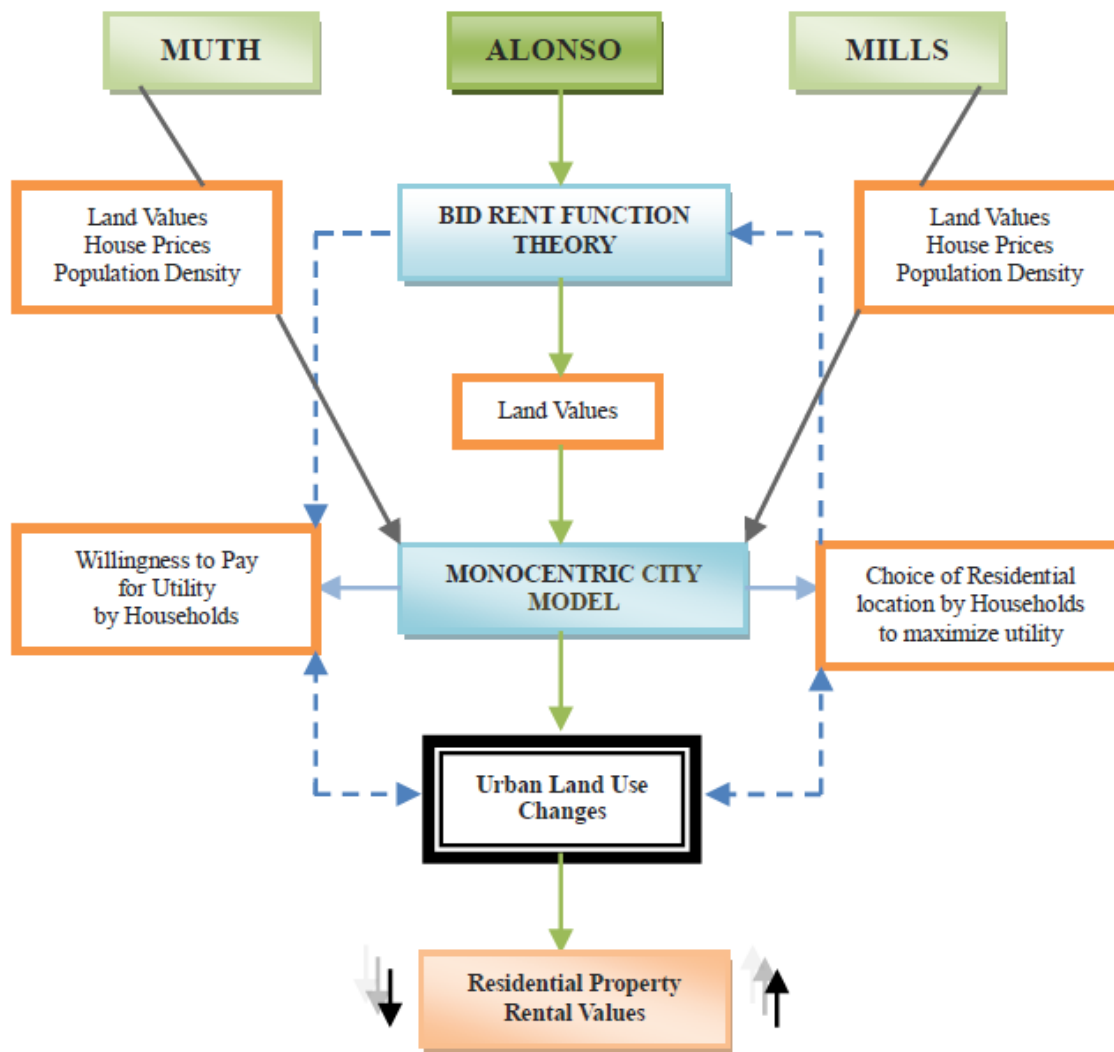 MUTH
ALONSO
MILLS
Land Values
House Prices
Population Density
BID RENT FUNCTION
THEORY
Land Values
House Prices
Population Density
Land Values
Willingness to Pay
for Utility
by Households
MONOCENTRIC CITY
MODEL
Choice of Residential
location by Households
to maximize utility
Urban Land Use
Changes
Residential Property
Rental Values